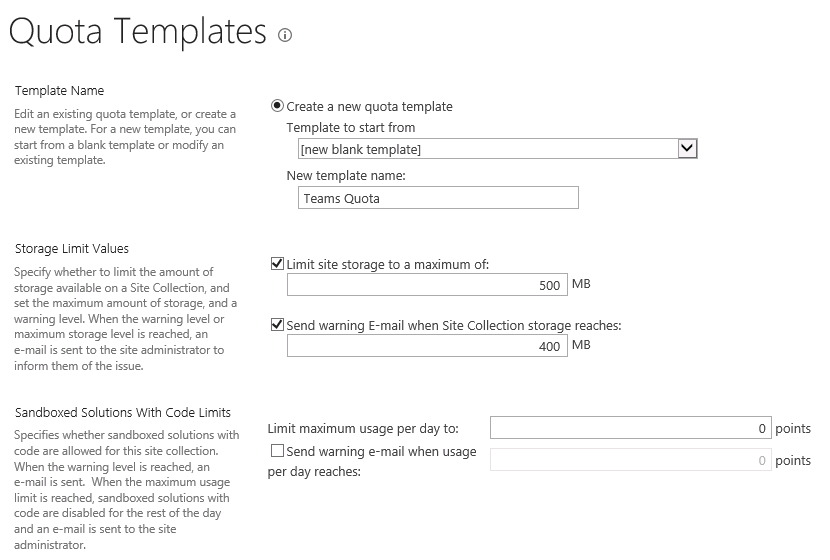 Quota Templates
Template Name
Edit an existing quota template, or create a
new template. For a new template, you can
start from a blank template or modify an
existing template.
Create a new quota template
Template to start from
[new blank template]
New template name:
Teams Quota
Storage Limit Values
Specify whether to limit the amount of
storage available on a Site Collection, and
set the maximum amount of storage, and a
warning level. When the warning level or
maximum storage level is reached, an
e-mail is sent to the site administrator to
inform them of the issue.
Limit site storage to a maximum of:
500 MB
Send warning E-mail when Site Collection storage reaches:
400 MB
Sandboxed Solutions With Code Limits
Specifies whether sandboxed solutions with
code are allowed for this site collection.
When the warning level is reached, an
e-mail is sent.  When the maximum usage
limit is reached, sandboxed solutions with
code are disabled for the rest of the day
and an e-mail is sent to the site
administrator.
Limit maximum usage per day to: 0 points
Send warning e-mail when usage
per day reaches: 0 points